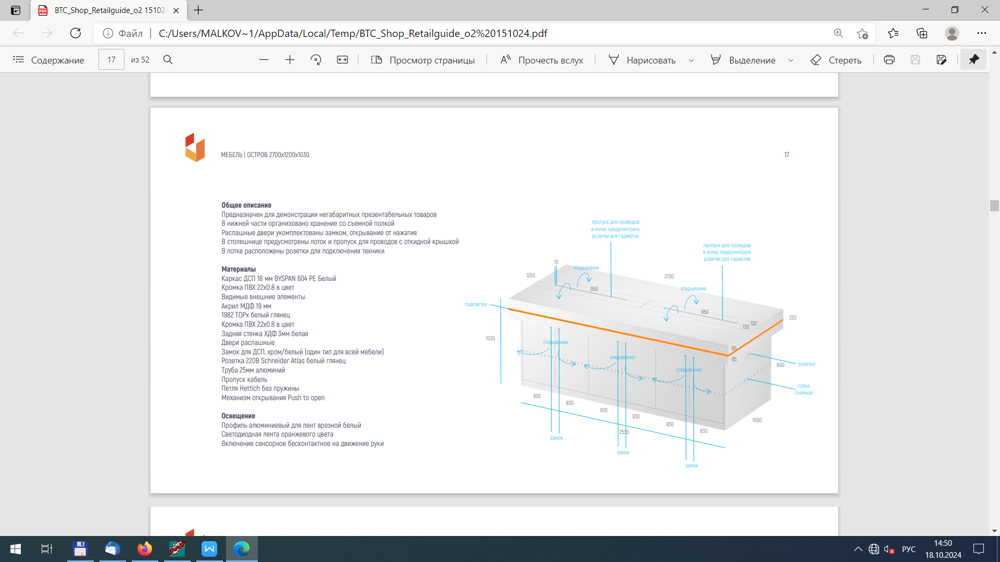 BTC_Shop_Retailguide_o2 151024
Файл
C:/Users/MALKOV~1/AppData/Local/Temp/BTC_Shop_Retailguide_o2%20151024.pdf
Содержание
17
из 52
Просмотр страницы
Прочесть вслух
Нарисовать
Выделение
Стереть
МЕБЕЛЬ | ОСТРОВ 2700х1200х1030
17
Общее описание
Предназначен для демонстрации негабаритных презентабельных товаров
В нижней части организовано хранение со съемной полкой
Распашные двери укомплектованы замком, открывание от нажатия
В столешнице предусмотрены лоток и пропуск для проводов с откидной крышкой
В лотке расположены розетки для подключения техники
Материалы
Каркас ДСП 18 мм BYSPAN 604 PE Белый
Кромка ПВХ 22х0.8 в цвет
Видимые внешние элементы
Акрил МДФ 19 мм
1982 TOPx белый глянец
Кромка ПВХ 22х0.8 в цвет
Задняя стенка ХДФ 3мм белая
Двери распашные
Замок для ДСП, хром/белый (один тип для всей мебели)
Розетка 220В Schneider Atlas белый глянец
Труба 25мм алюминий
Пропуск кабель
Петля Hettich без пружины
Механизм открывания Push to open
Освещение
Профиль алюминиевый для лент врезной белый
Светодиодная лента оранжевого цвета
Включение сенсорное бесконтактное на движение руки
пропуск для проводов
в лотке предусмотреть
розетки для гаджетов
пропуск для проводов
в лотке предусмотреть
розетки для гаджетов
15
открывание
1200
2700
950
открывание
подсветка
950
220
130
130
1030
открывание
85
85
открывание
800
розетка
открывание
полка
съемная
830
830
830
830
830
830
1000
2530
замок
замок
замок
РУС
14:50
18.10.2024